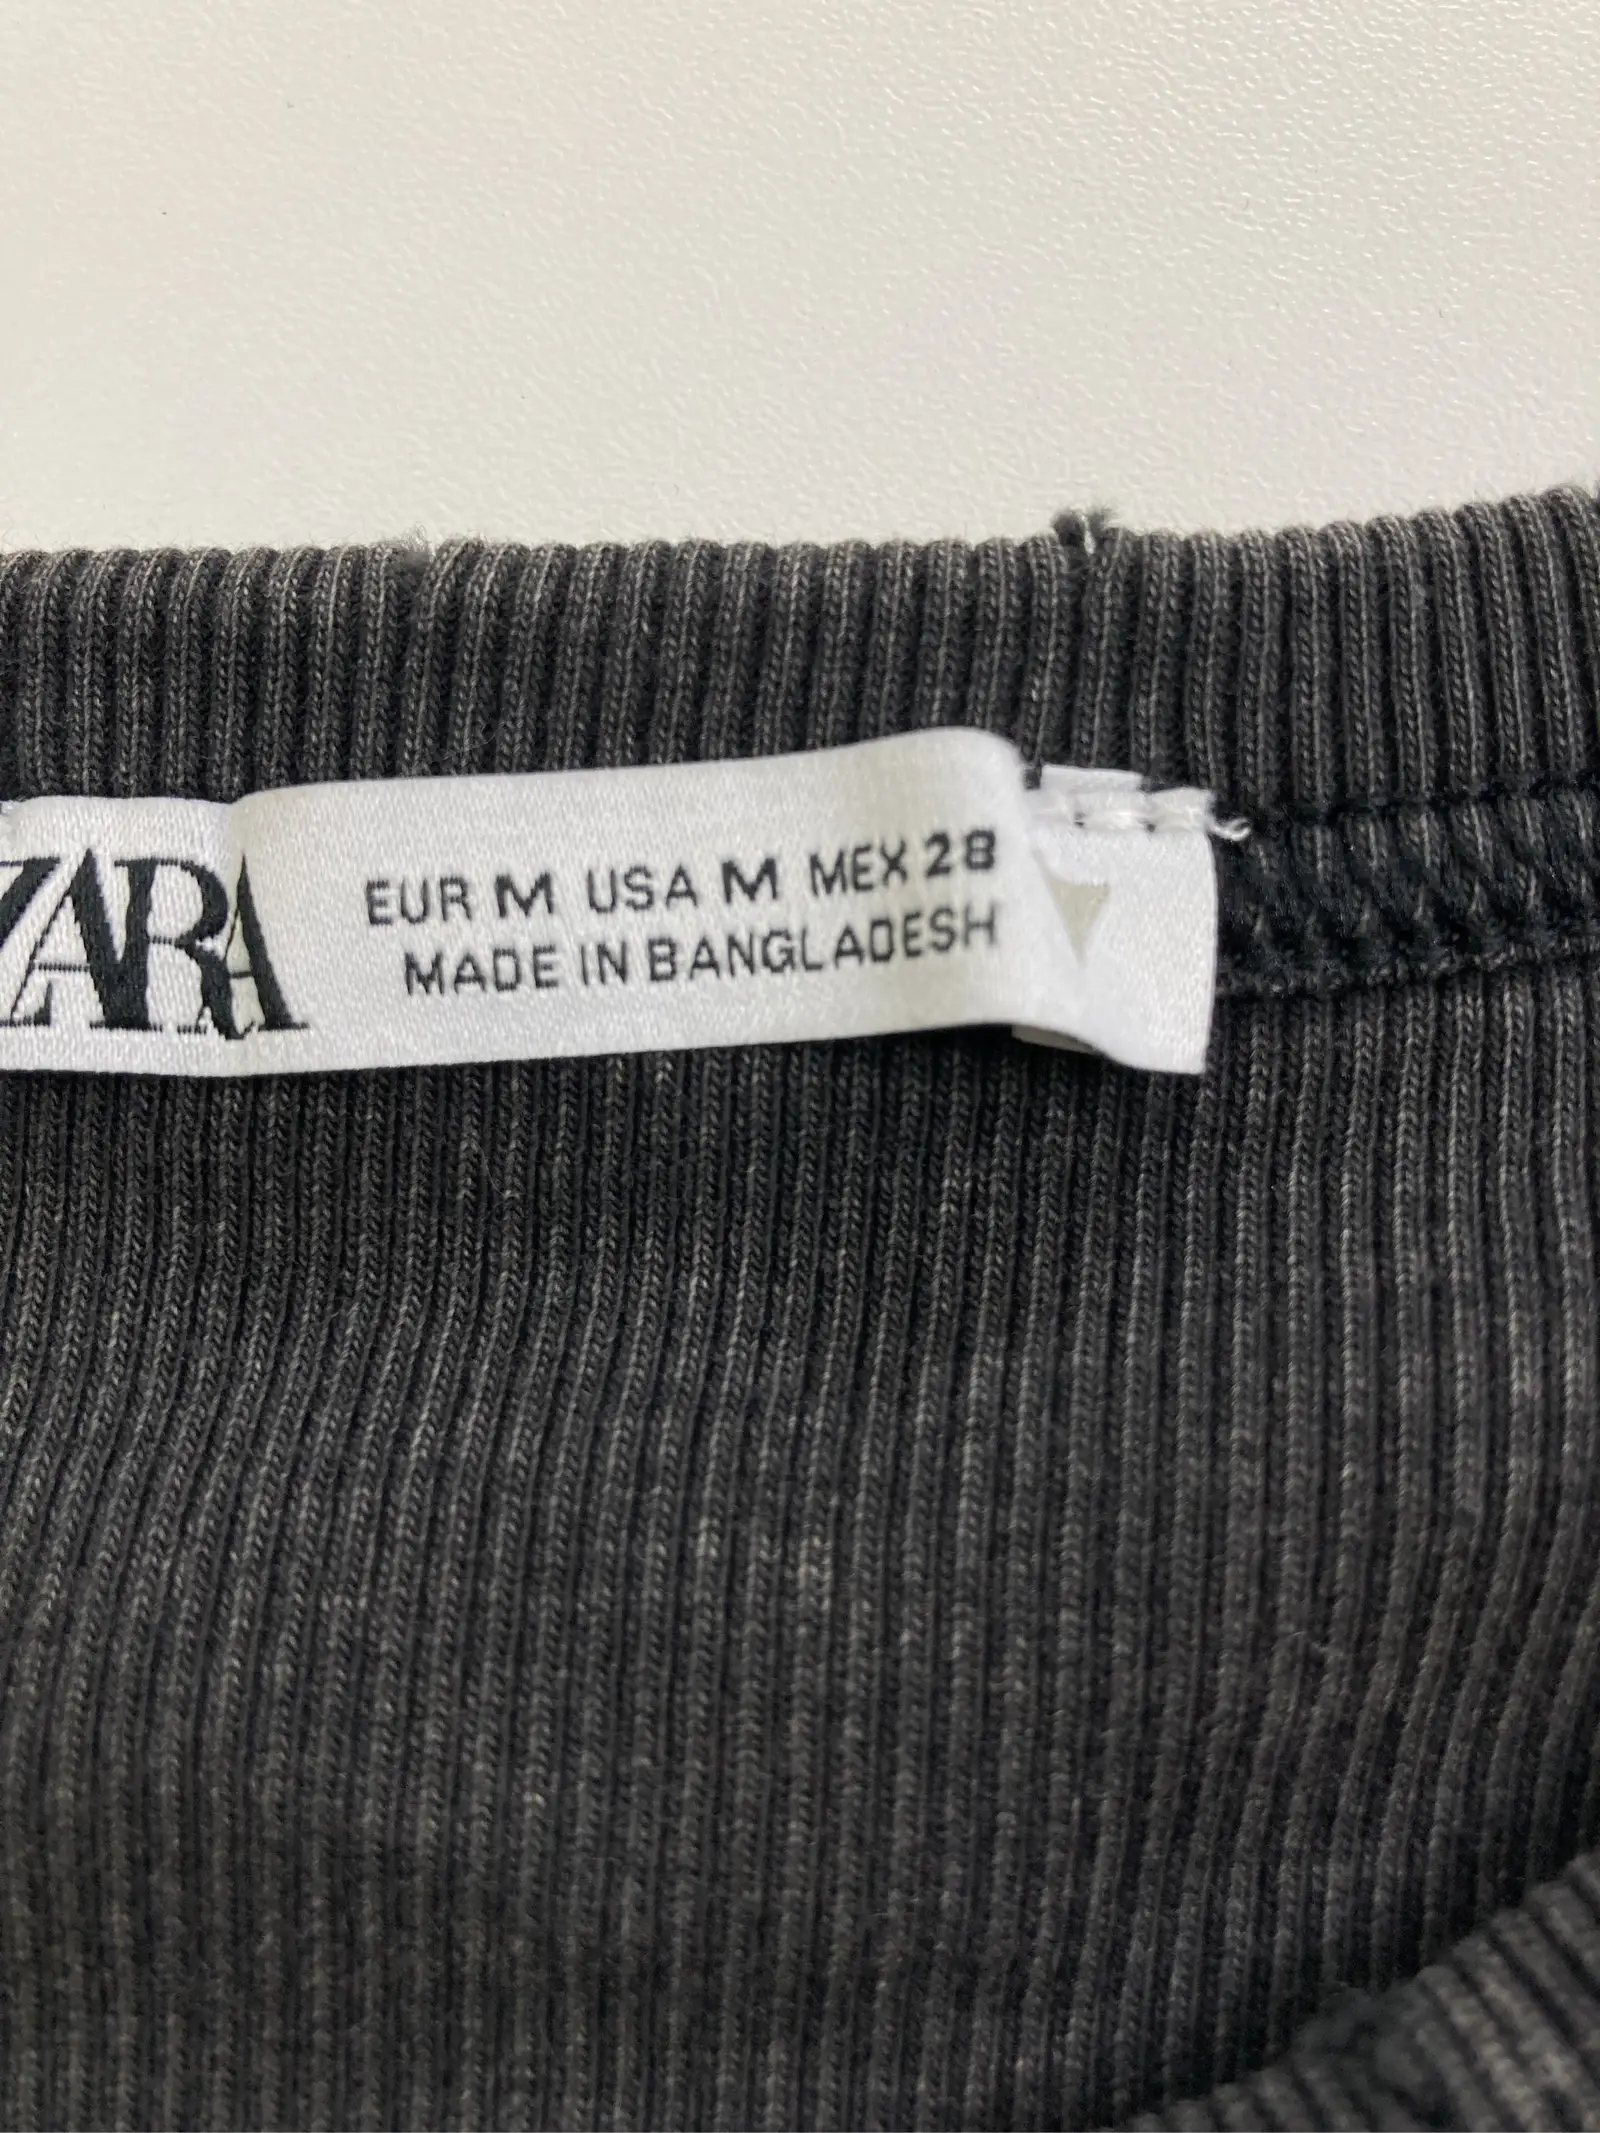 ZARA
EUR M USA M MEX 28
MADE IN BANGLADESH